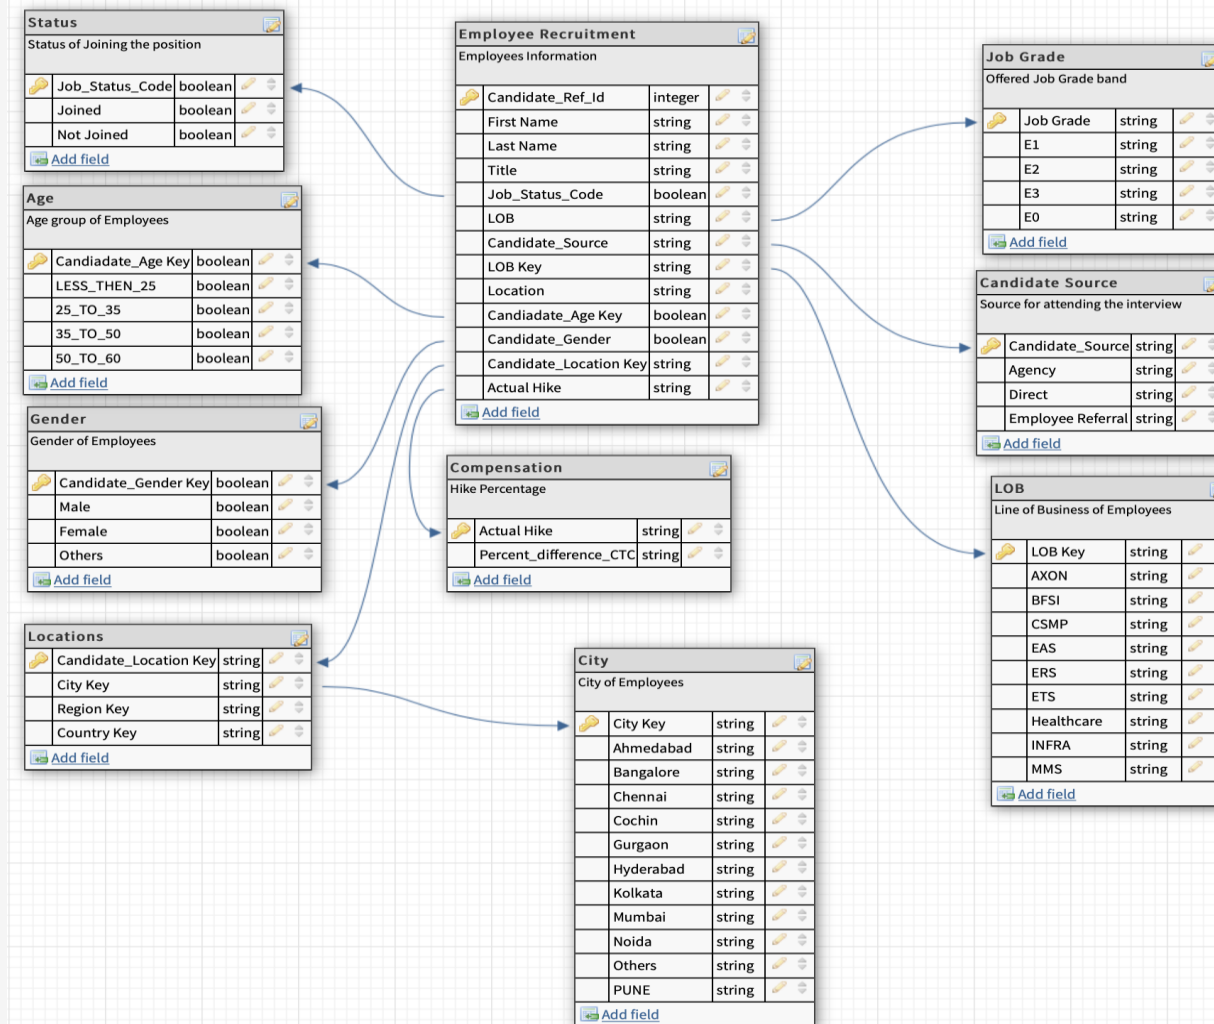 Status
Status of Joining the position
Job_Status_Code boolean
Joined boolean
Not Joined boolean
Add field
Age
Age group of Employees
Candiadate_Age Key boolean
LESS_THEN_25 boolean
25_TO_35 boolean
35_TO_50 boolean
50_TO_60 boolean
Add field
Gender
Gender of Employees
Candidate_Gender Key boolean
Male boolean
Female boolean
Others boolean
Add field
Locations
Candidate_Location Key string
City Key string
Region Key string
Country Key string
Add field
Employee Recruitment
Employees Information
Candidate_Ref_Id integer
First Name string
Last Name string
Title string
Job_Status_Code boolean
LOB string
Candidate_Source string
LOB Key string
Location string
Candiadate_Age Key boolean
Candidate_Gender boolean
Candidate_Location Key string
Actual Hike string
Add field
Compensation
Hike Percentage
Actual Hike string
Percent_difference_CTC string
Add field
City
City of Employees
City Key string
Ahmedabad string
Bangalore string
Chennai string
Cochin string
Gurgaon string
Hyderabad string
Kolkata string
Mumbai string
Noida string
Others string
PUNE string
Add field
Job Grade
Offered Job Grade band
Job Grade string
E1 string
E2 string
E3 string
E0 string
Add field
Candidate Source
Source for attending the interview
Candidate_Source string
Agency string
Direct string
Employee Referral string
Add field
LOB
Line of Business of Employees
LOB Key string
AXON string
BFSI string
CSMP string
EAS string
ERS string
ETS string
Healthcare string
INFRA string
MMS string
Add field